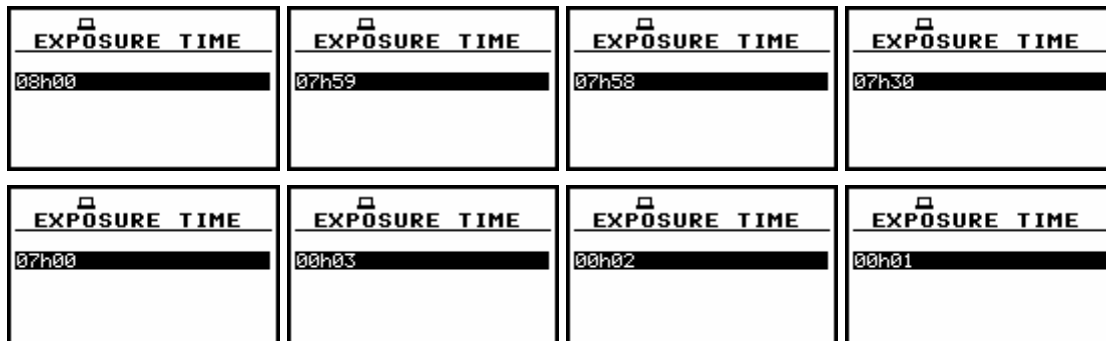 EXPOSURE TIME
08h00
EXPOSURE TIME
07h59
EXPOSURE TIME
07h58
EXPOSURE TIME
07h30
EXPOSURE TIME
07h00
EXPOSURE TIME
00h03
EXPOSURE TIME
00h02
EXPOSURE TIME
00h01